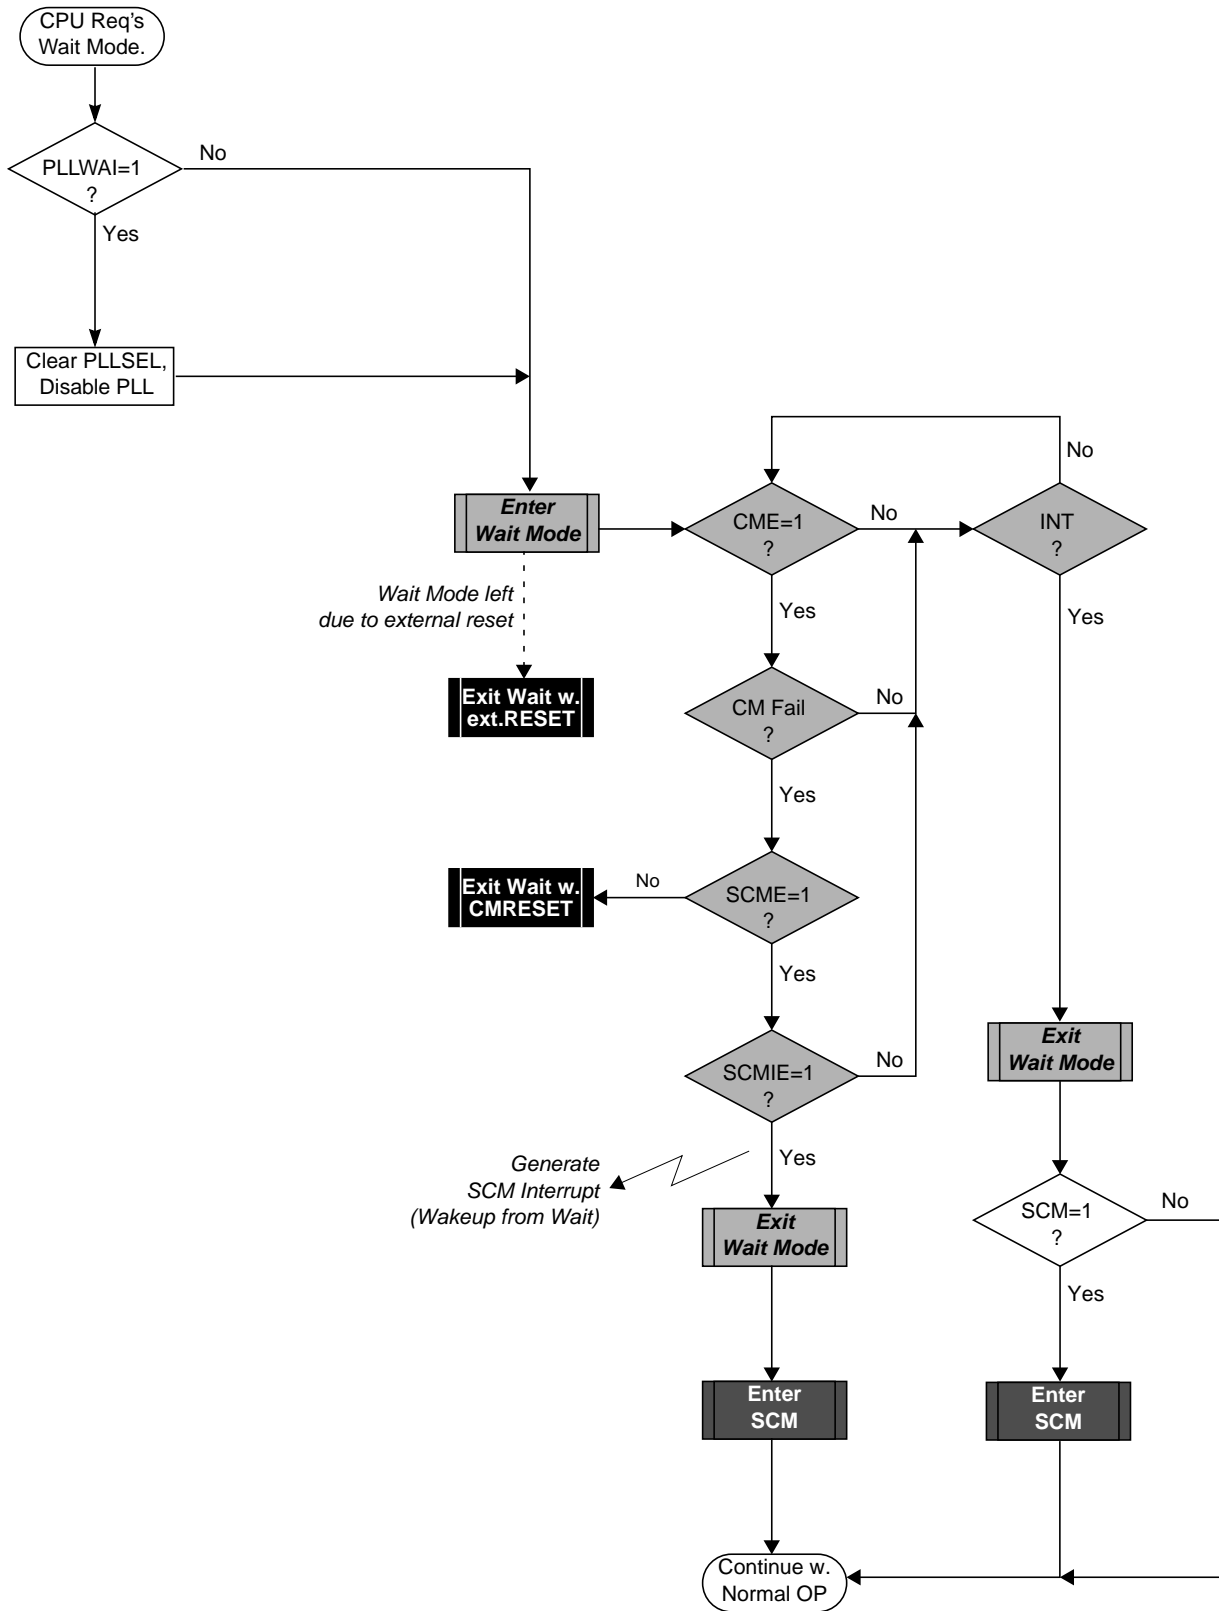 CPU Req's
Wait Mode.
PLLWAI=1
?
No
Yes
Clear PLLSEL,
Disable PLL
Enter
Wait Mode
Wait Mode left
due to external reset
Exit Wait w.
ext.RESET
CME=1
?
No
Yes
INT
?
No
Yes
CM Fail
?
No
Yes
SCME=1
?
No
Yes
Exit Wait w.
CMRESET
SCMIE=1
?
No
Yes
Generate
SCM Interrupt
(Wakeup from Wait)
Exit
Wait Mode
Enter
SCM
Exit
Wait Mode
SCM=1
?
No
Yes
Enter
SCM
Continue w.
Normal OP